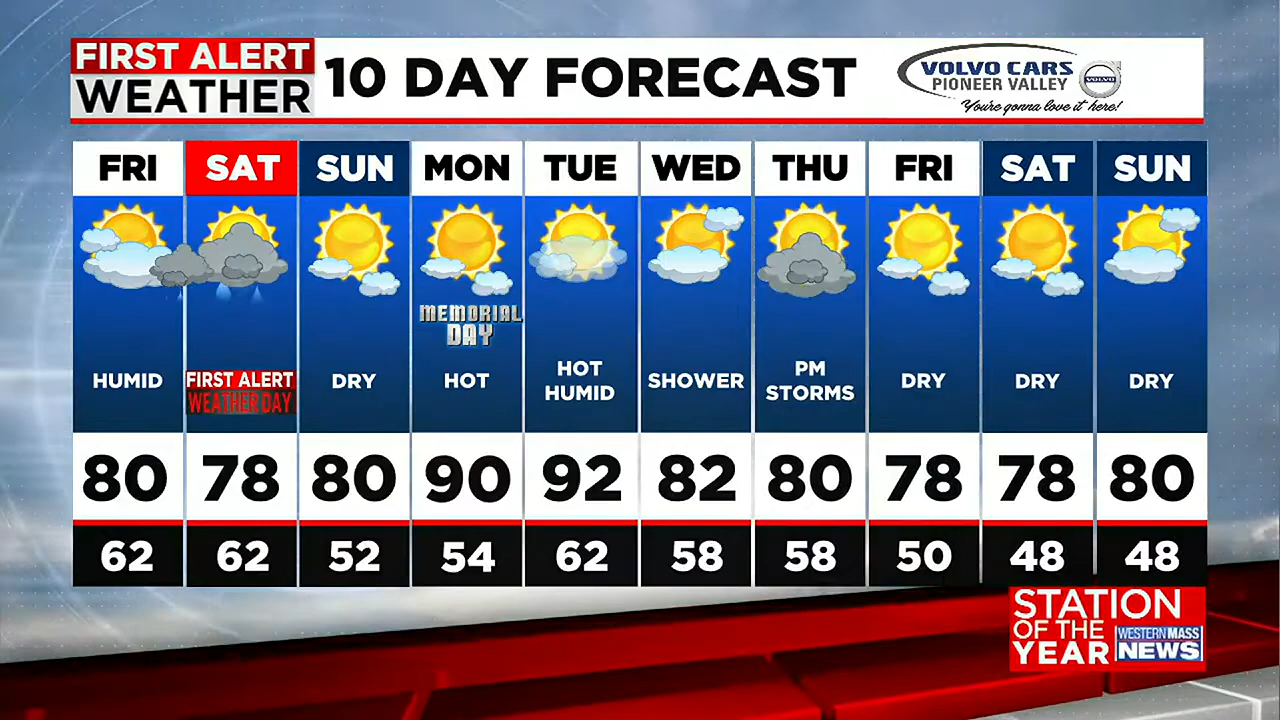 FIRST ALERT
WEATHER
10 DAY FORECAST
VOLVO CARS
PIONEER VALLEY
VOLVO
You're gonna love it here!
FRI SAT SUN MON TUE WED THU FRI SAT SUN
MEMORIAL
DAY
HUMID
FIRST ALERT
WEATHER DAY
DRY
HOT
HOT
HUMID
SHOWER
PM
STORMS
DRY
DRY
DRY
80 78 80 90 92 82 80 78 78 80
62 62 52 54 62 58 58 50 48 48
STATION
OF THE
YEAR
WESTERN MASS
NEWS